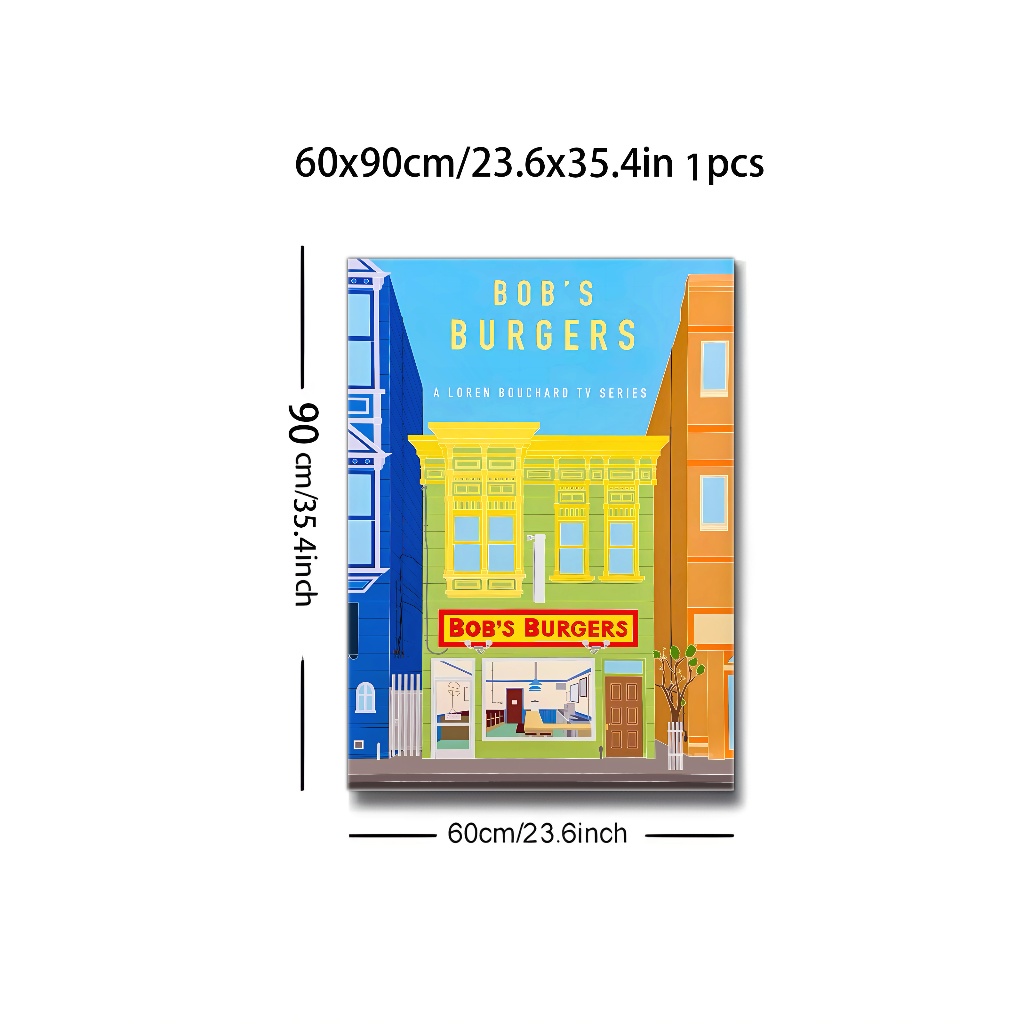 60x90cm/23.6x35.4in 1pcs
BOB'S
BURGERS
A LOREN BOUCHARD TV SERIES
90 cm/35.4inch
BOB'S BURGERS
60cm/23.6inch